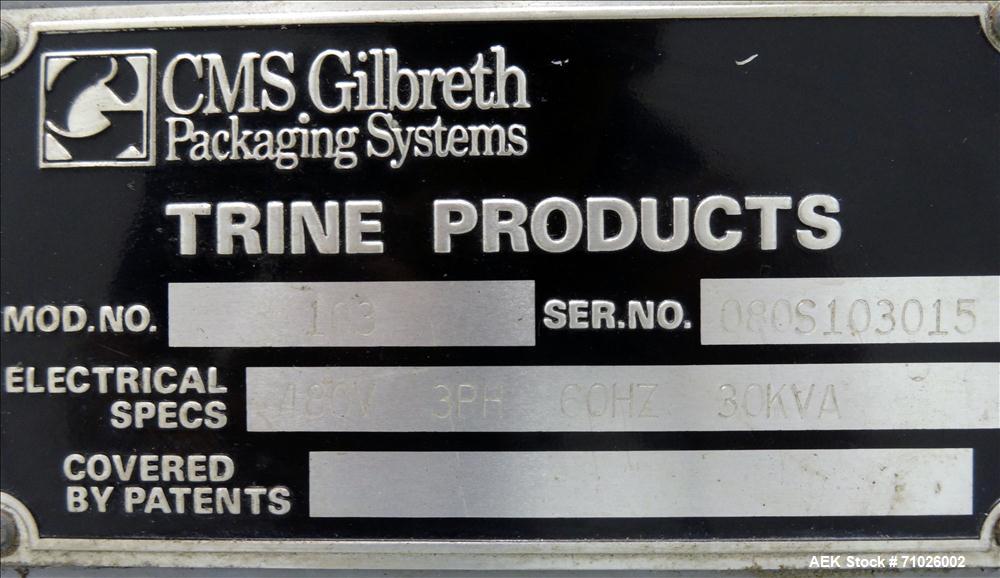 CMS Gilbreth
Packaging Systems
TRINE PRODUCTS
MOD.NO. 103 SER.NO. 080S103015
ELECTRICAL
SPECS 480V 3PH 60HZ 30KVA
COVERED
BY PATENTS
AEK Stock # 71026002